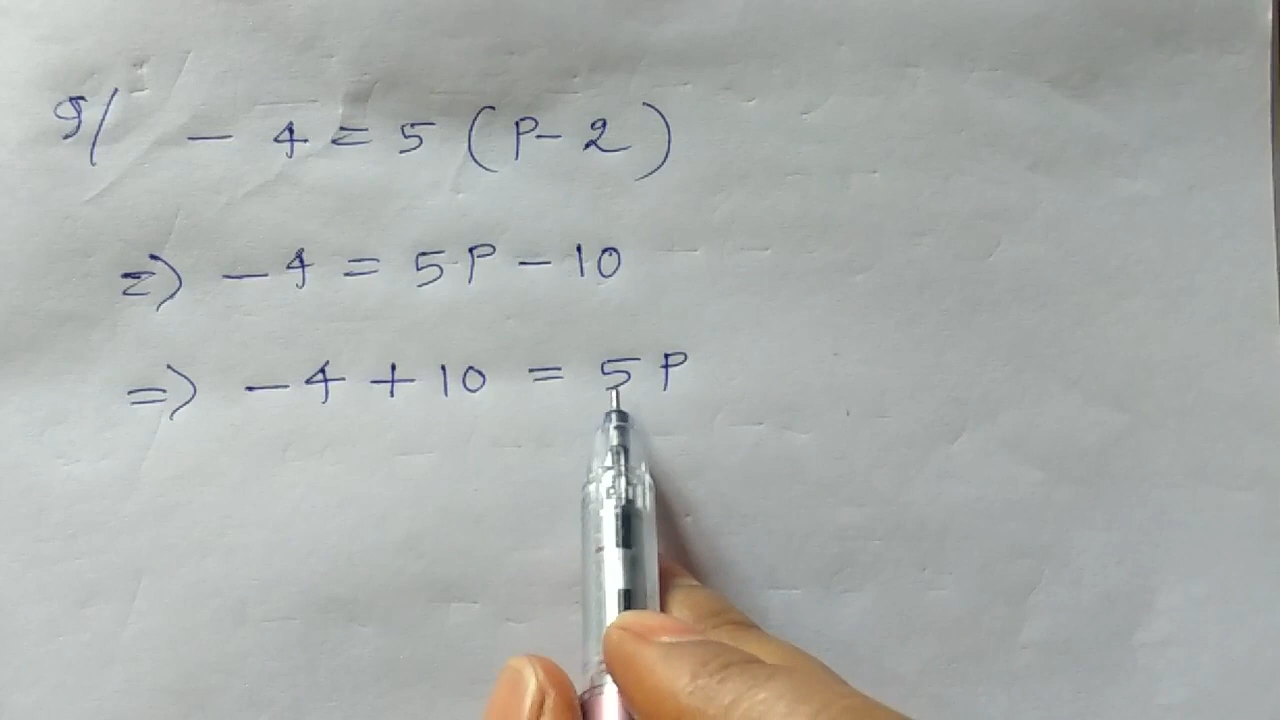 9/ - 4 = 5 (P-2)
=) - 4 = 5P - 10
=) - 4 + 10 = 5P